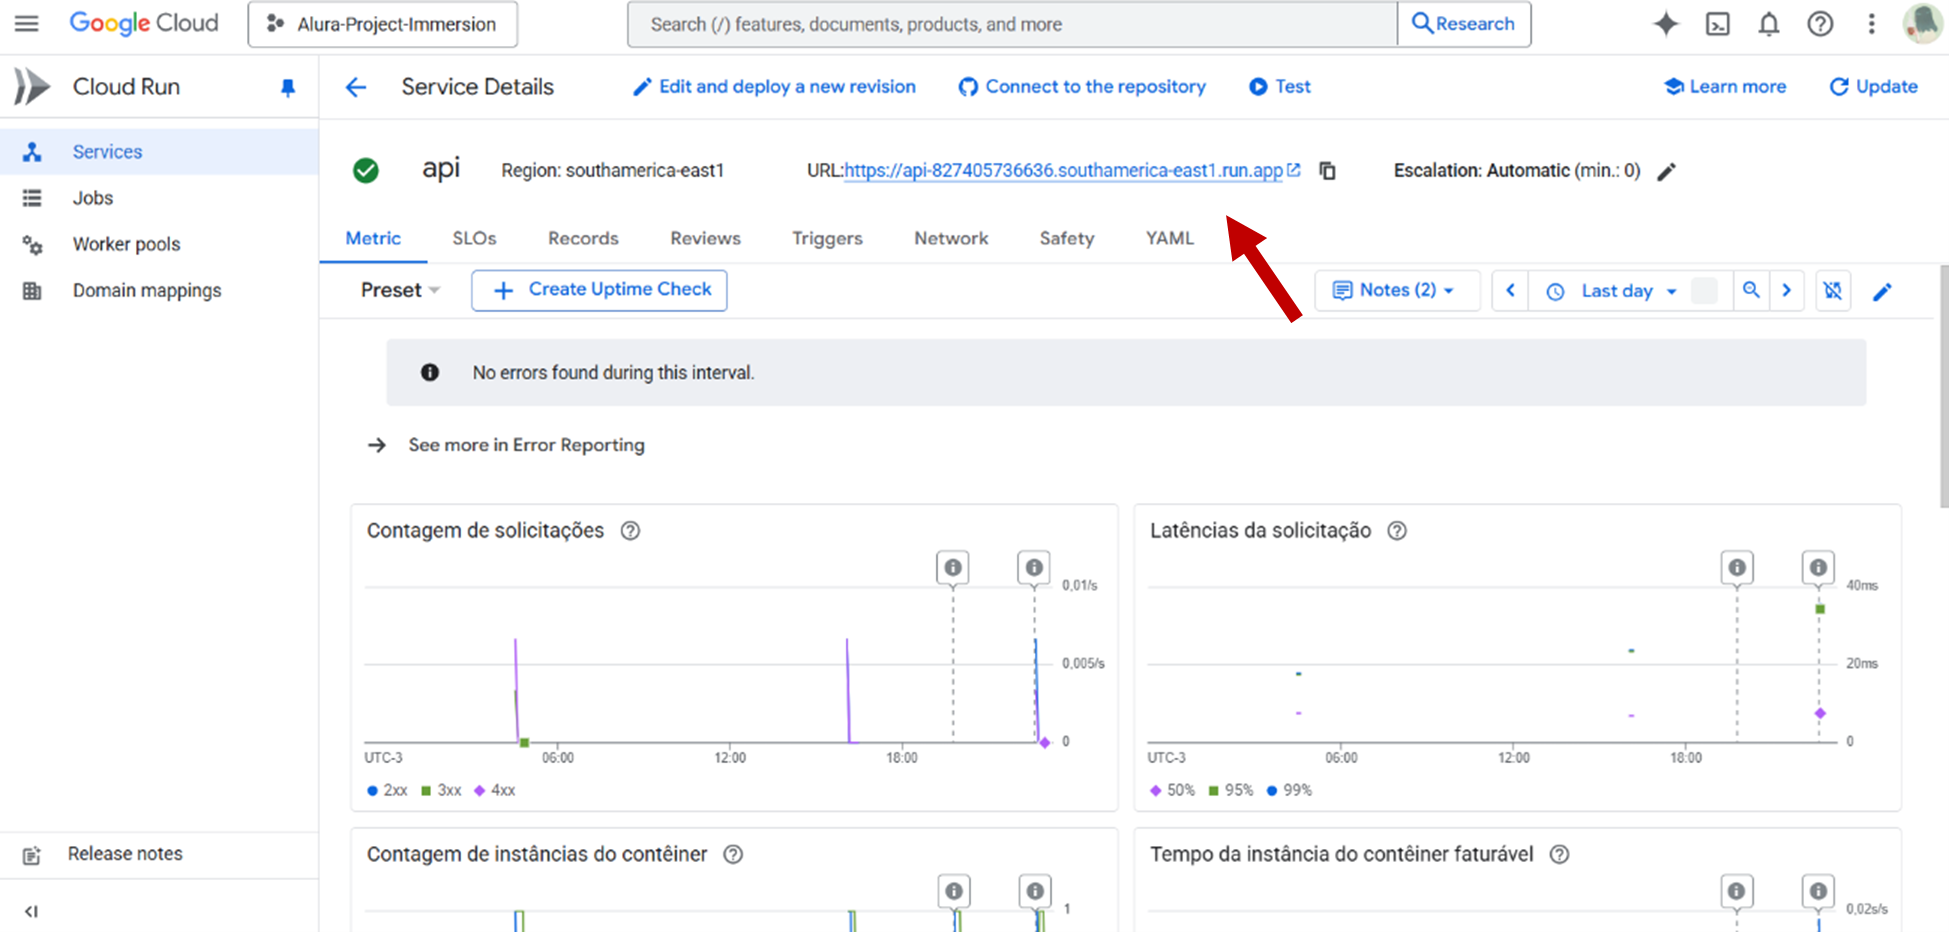 Google Cloud
Alura-Project-Immersion
Search (/) features, documents, products, and more
Research
Cloud Run
Service Details
Edit and deploy a new revision
Connect to the repository
Test
Learn more
Update
Services
Jobs
Worker pools
Domain mappings
api
Region: southamerica-east1
URL:https://api-827405736636.southamerica-east1.run.app
Escalation: Automatic (min.: 0)
Metric
SLOs
Records
Reviews
Triggers
Network
Safety
YAML
Preset
Create Uptime Check
Notes (2)
Last day
No errors found during this interval.
See more in Error Reporting
Contagem de solicitações
0,01/s
0,005/s
0
UTC-3
06:00
12:00
18:00
2xx
3xx
4xx
Latências da solicitação
40ms
20ms
0
UTC-3
06:00
12:00
18:00
50%
95%
99%
Contagem de instâncias do contêiner
1
Tempo da instância do contêiner faturável
0,02s/s
Release notes